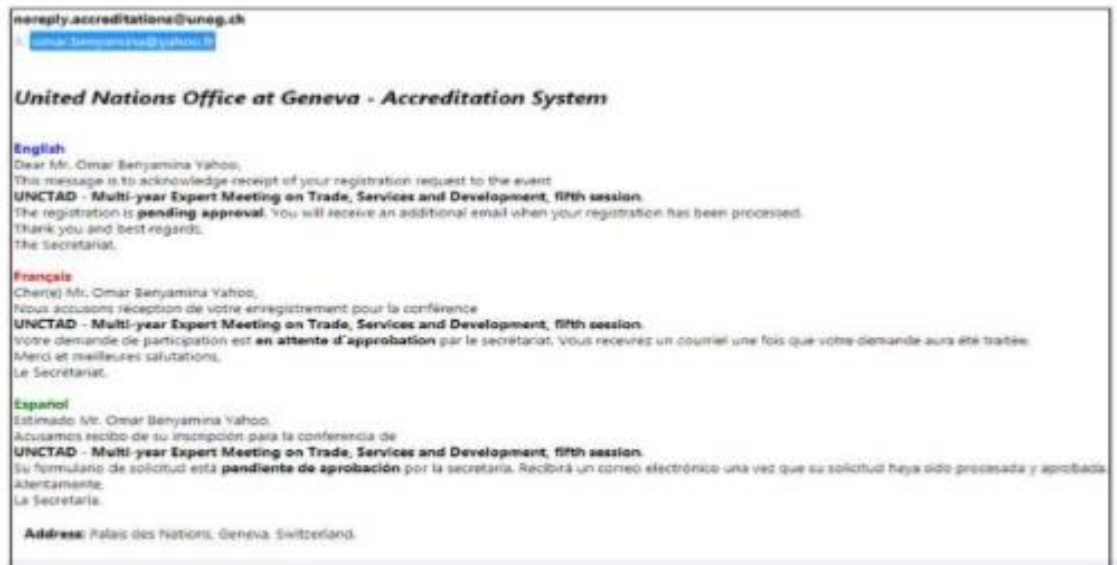 noreply.accreditations@unog.ch
omar.benyamina@yahoo.fr
United Nations Office at Geneva - Accreditation System
English
Dear Mr. Omar Benyamina Yahoo,
This message is to acknowledge receipt of your registration request to the event
UNCTAD - Multi-year Expert Meeting on Trade, Services and Development, fifth session.
The registration is pending approval. You will receive an additional email when your registration has been processed.
Thank you and best regards,
The Secretariat.
Français
Cher(e) Mr. Omar Benyamina Yahoo,
Nous accusons réception de votre enregistrement pour la conférence
UNCTAD - Multi-year Expert Meeting on Trade, Services and Development, fifth session.
Votre demande de participation est en attente d'approbation par le secrétariat. Vous recevrez un courriel une fois que votre demande aura été traitée.
Merci et meilleures salutations,
Le Secrétariat.
Español
Estimado Mr. Omar Benyamina Yahoo,
Acusamos recibo de su inscripción para la conferencia de
UNCTAD - Multi-year Expert Meeting on Trade, Services and Development, fifth session.
Su formulario de solicitud está pendiente de aprobación por la secretaría. Recibirá un correo electrónico una vez que su solicitud haya sido procesada y aprobada.
Atentamente,
La Secretaría.
Address: Palais des Nations, Geneva, Switzerland.